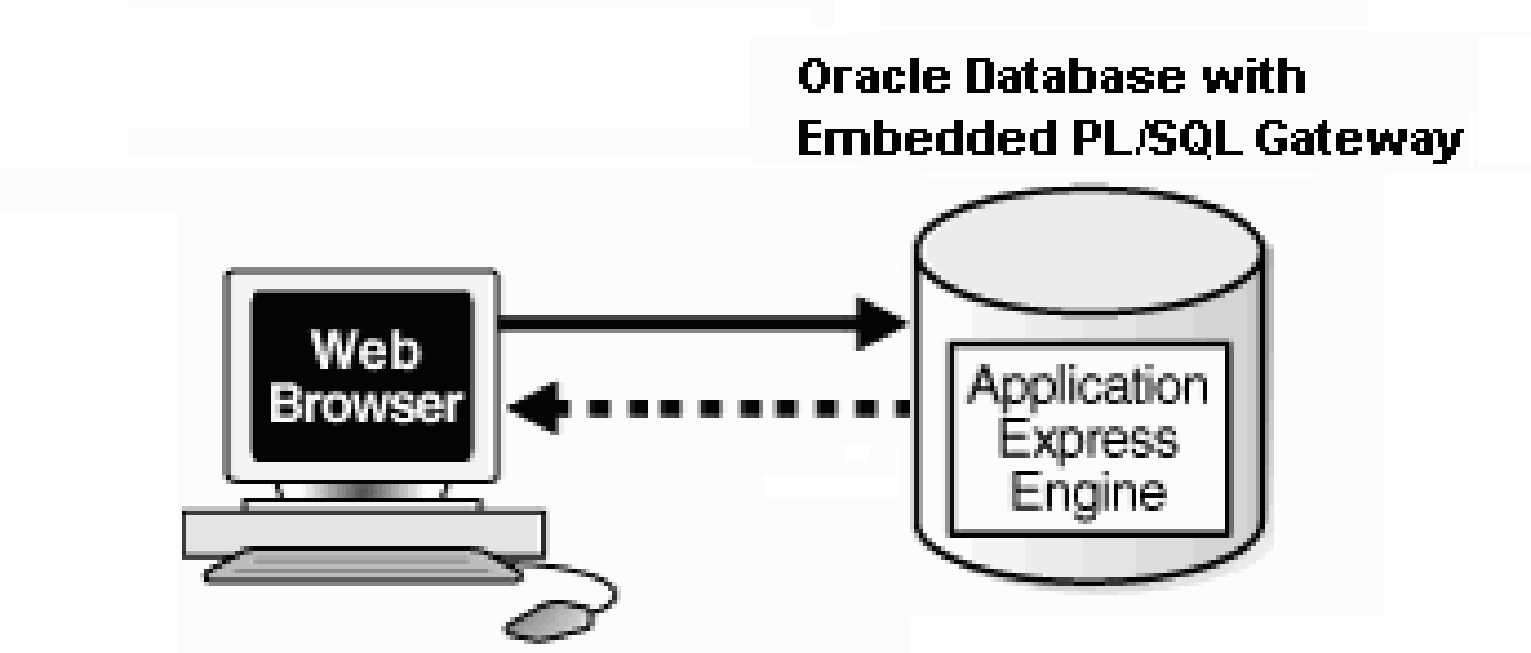 Oracle Database with
Embedded PL/SQL Gateway
Web
Browser
Application
Express
Engine